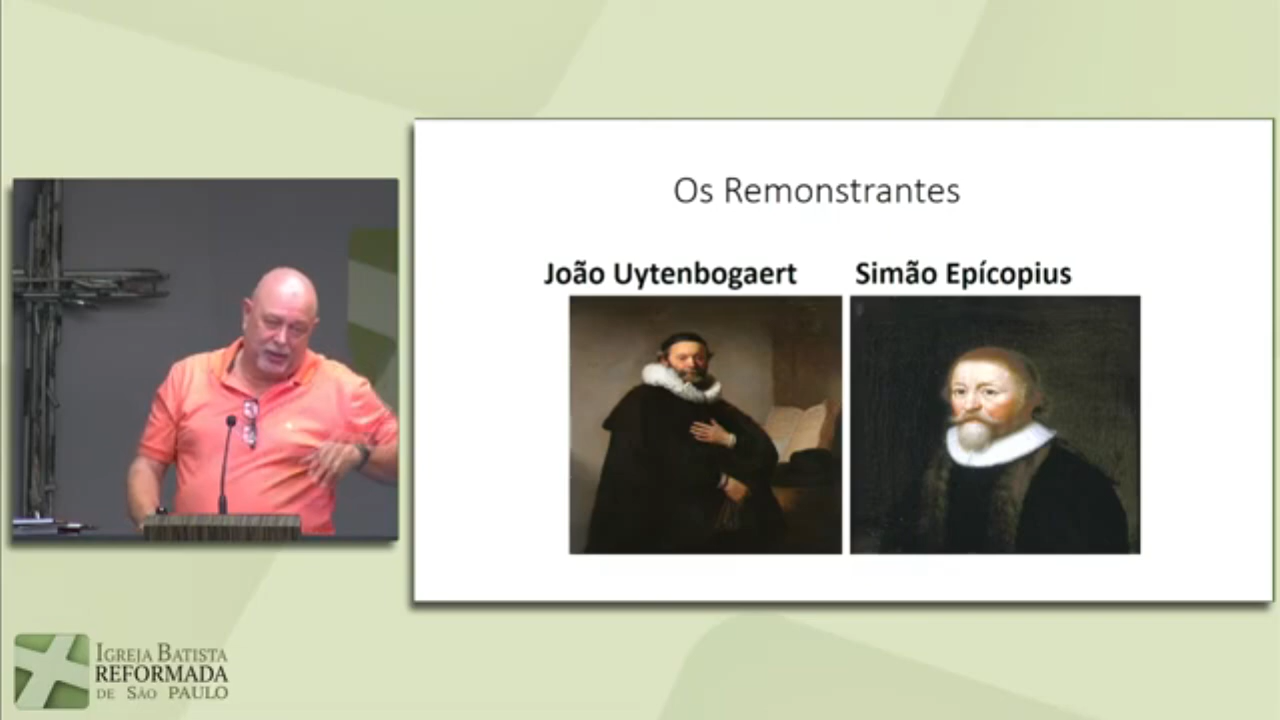 Os Remonstrantes
João Uytenbogaert
Simão Epícopius
IGREJA BATISTA
REFORMADA
DE SÃO PAULO